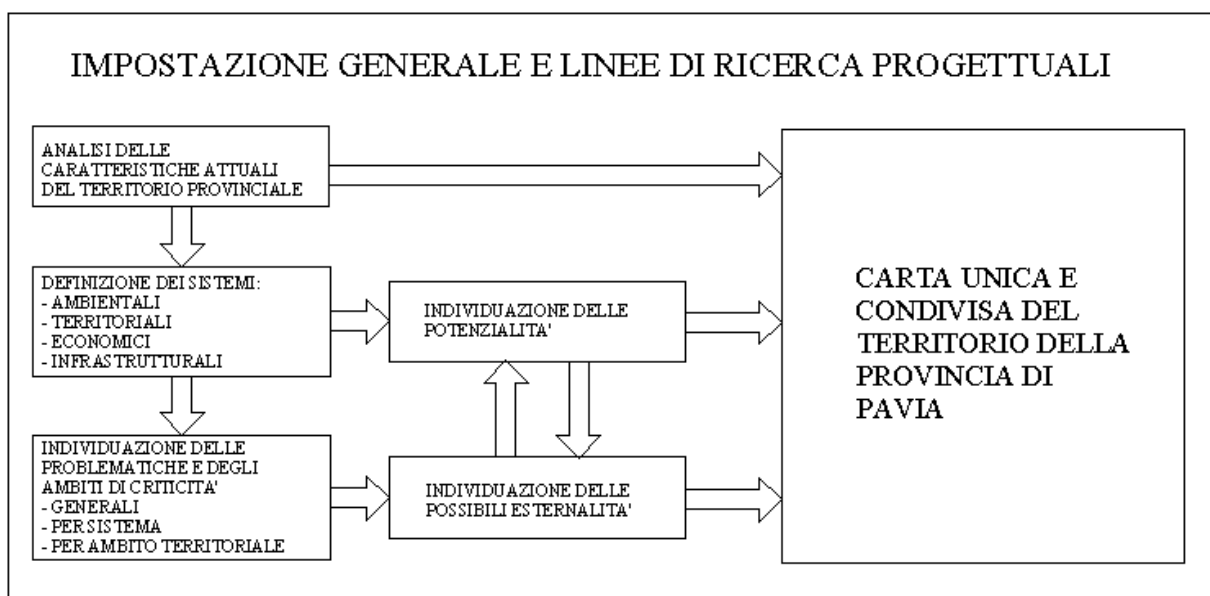 IMPOSTAZIONE GENERALE E LINEE DI RICERCA PROGETTUALI
ANALISI DELLE
CARATTERISTICHE ATTUALI
DEL TERRITORIO PROVINCIALE
DEFINIZIONE DEI SISTEMI:
- AMBIENTALI
- TERRITORIALI
- ECONOMICI
- INFRASTRUTTURALI
INDIVIDUAZIONE DELLE
POTENZIALITA'
INDIVIDUAZIONE DELLE
PROBLEMATICHE E DEGLI
AMBITI DI CRITICITA'
- GENERALI
- PER SISTEMA
- PER AMBITO TERRITORIALE
INDIVIDUAZIONE DELLE
POSSIBILI ESTERNALITA'
CARTA UNICA E
CONDIVISA DEL
TERRITORIO DELLA
PROVINCIA DI
PAVIA